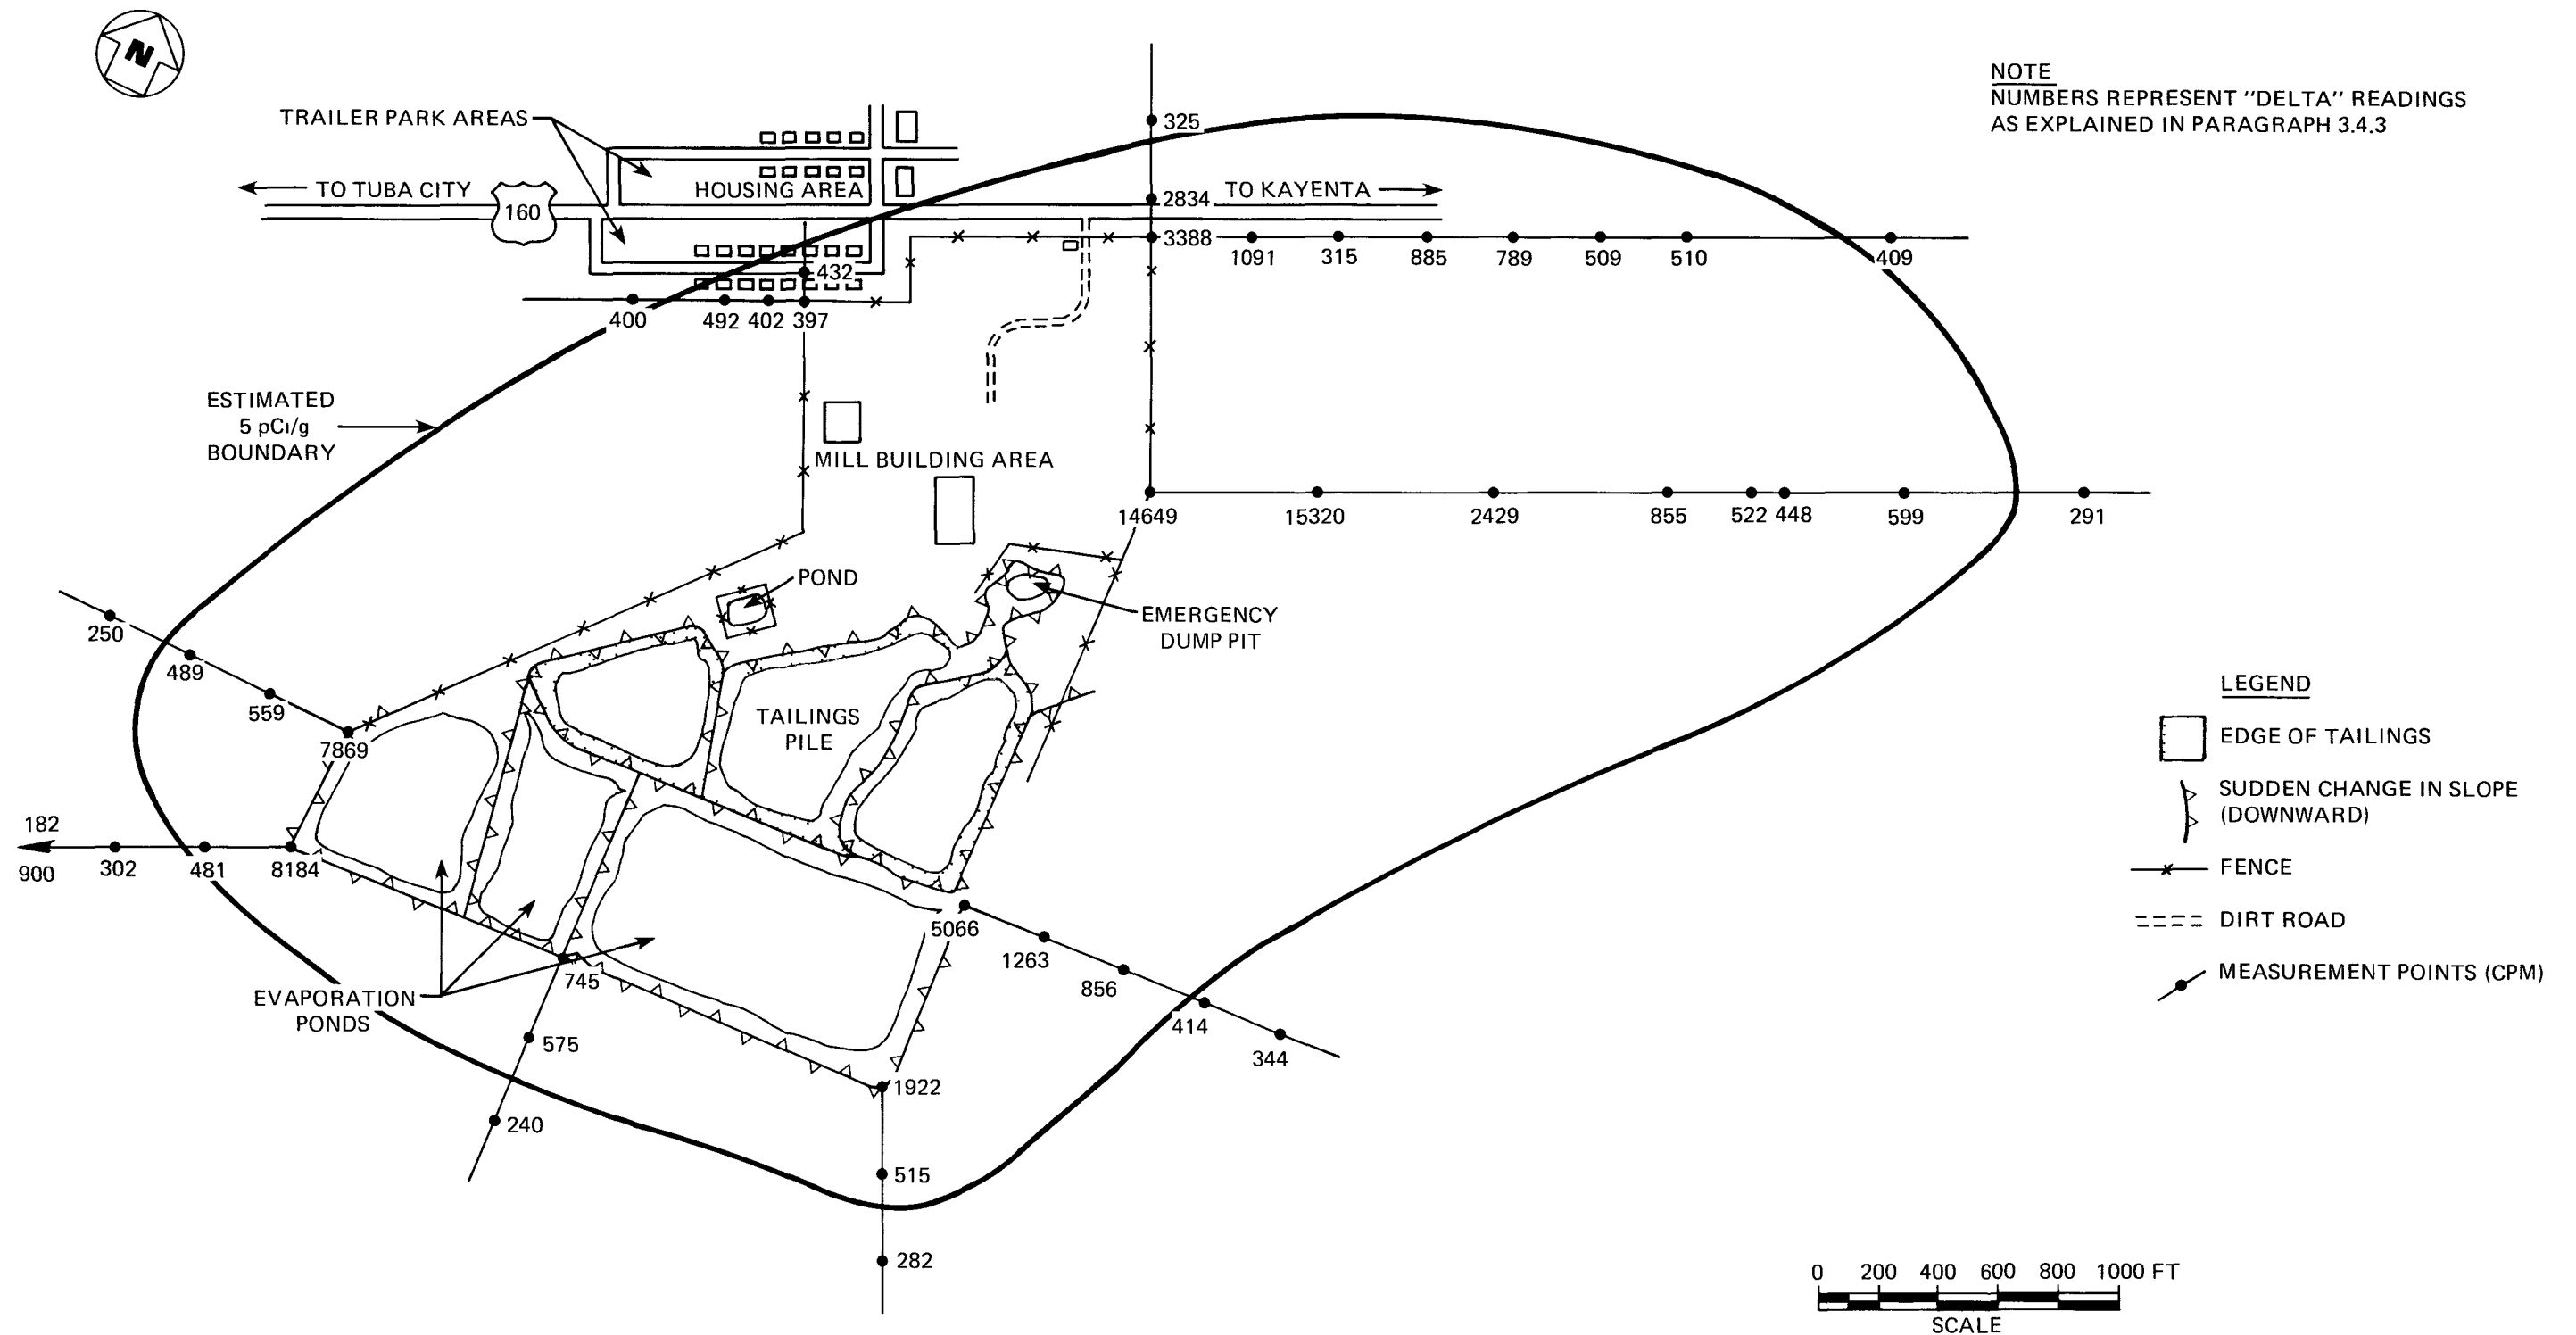 N
NOTE
NUMBERS REPRESENT "DELTA" READINGS
AS EXPLAINED IN PARAGRAPH 3.4.3
TRAILER PARK AREAS
325
TO TUBA CITY
160
HOUSING AREA
2834
TO KAYENTA
3388
1091
315
885
789
509
510
409
432
400
492
402
397
ESTIMATED
5 pCi/g
BOUNDARY
MILL BUILDING AREA
14649
15320
2429
855
522
448
599
291
POND
EMERGENCY
DUMP PIT
250
489
559
7869
TAILINGS
PILE
LEGEND
EDGE OF TAILINGS
SUDDEN CHANGE IN SLOPE
(DOWNWARD)
FENCE
DIRT ROAD
MEASUREMENT POINTS (CPM)
182
900
302
481
8184
5066
1263
856
414
344
745
EVAPORATION
PONDS
575
240
1922
515
282
0 200 400 600 800 1000 FT
SCALE